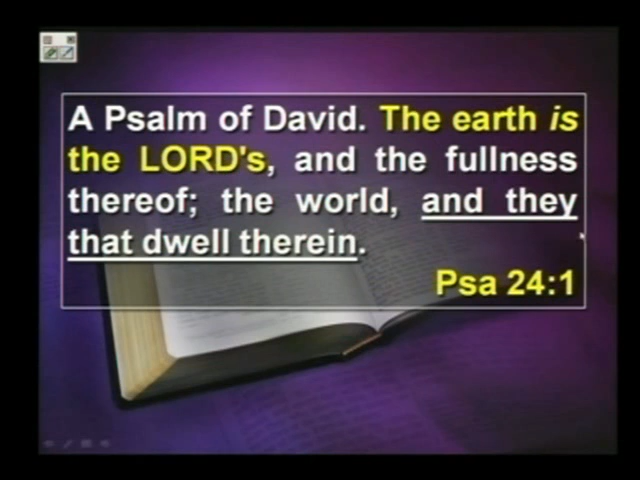 A Psalm of David. The earth is
the LORD's, and the fullness
thereof; the world, and they
that dwell therein.
Psa 24:1